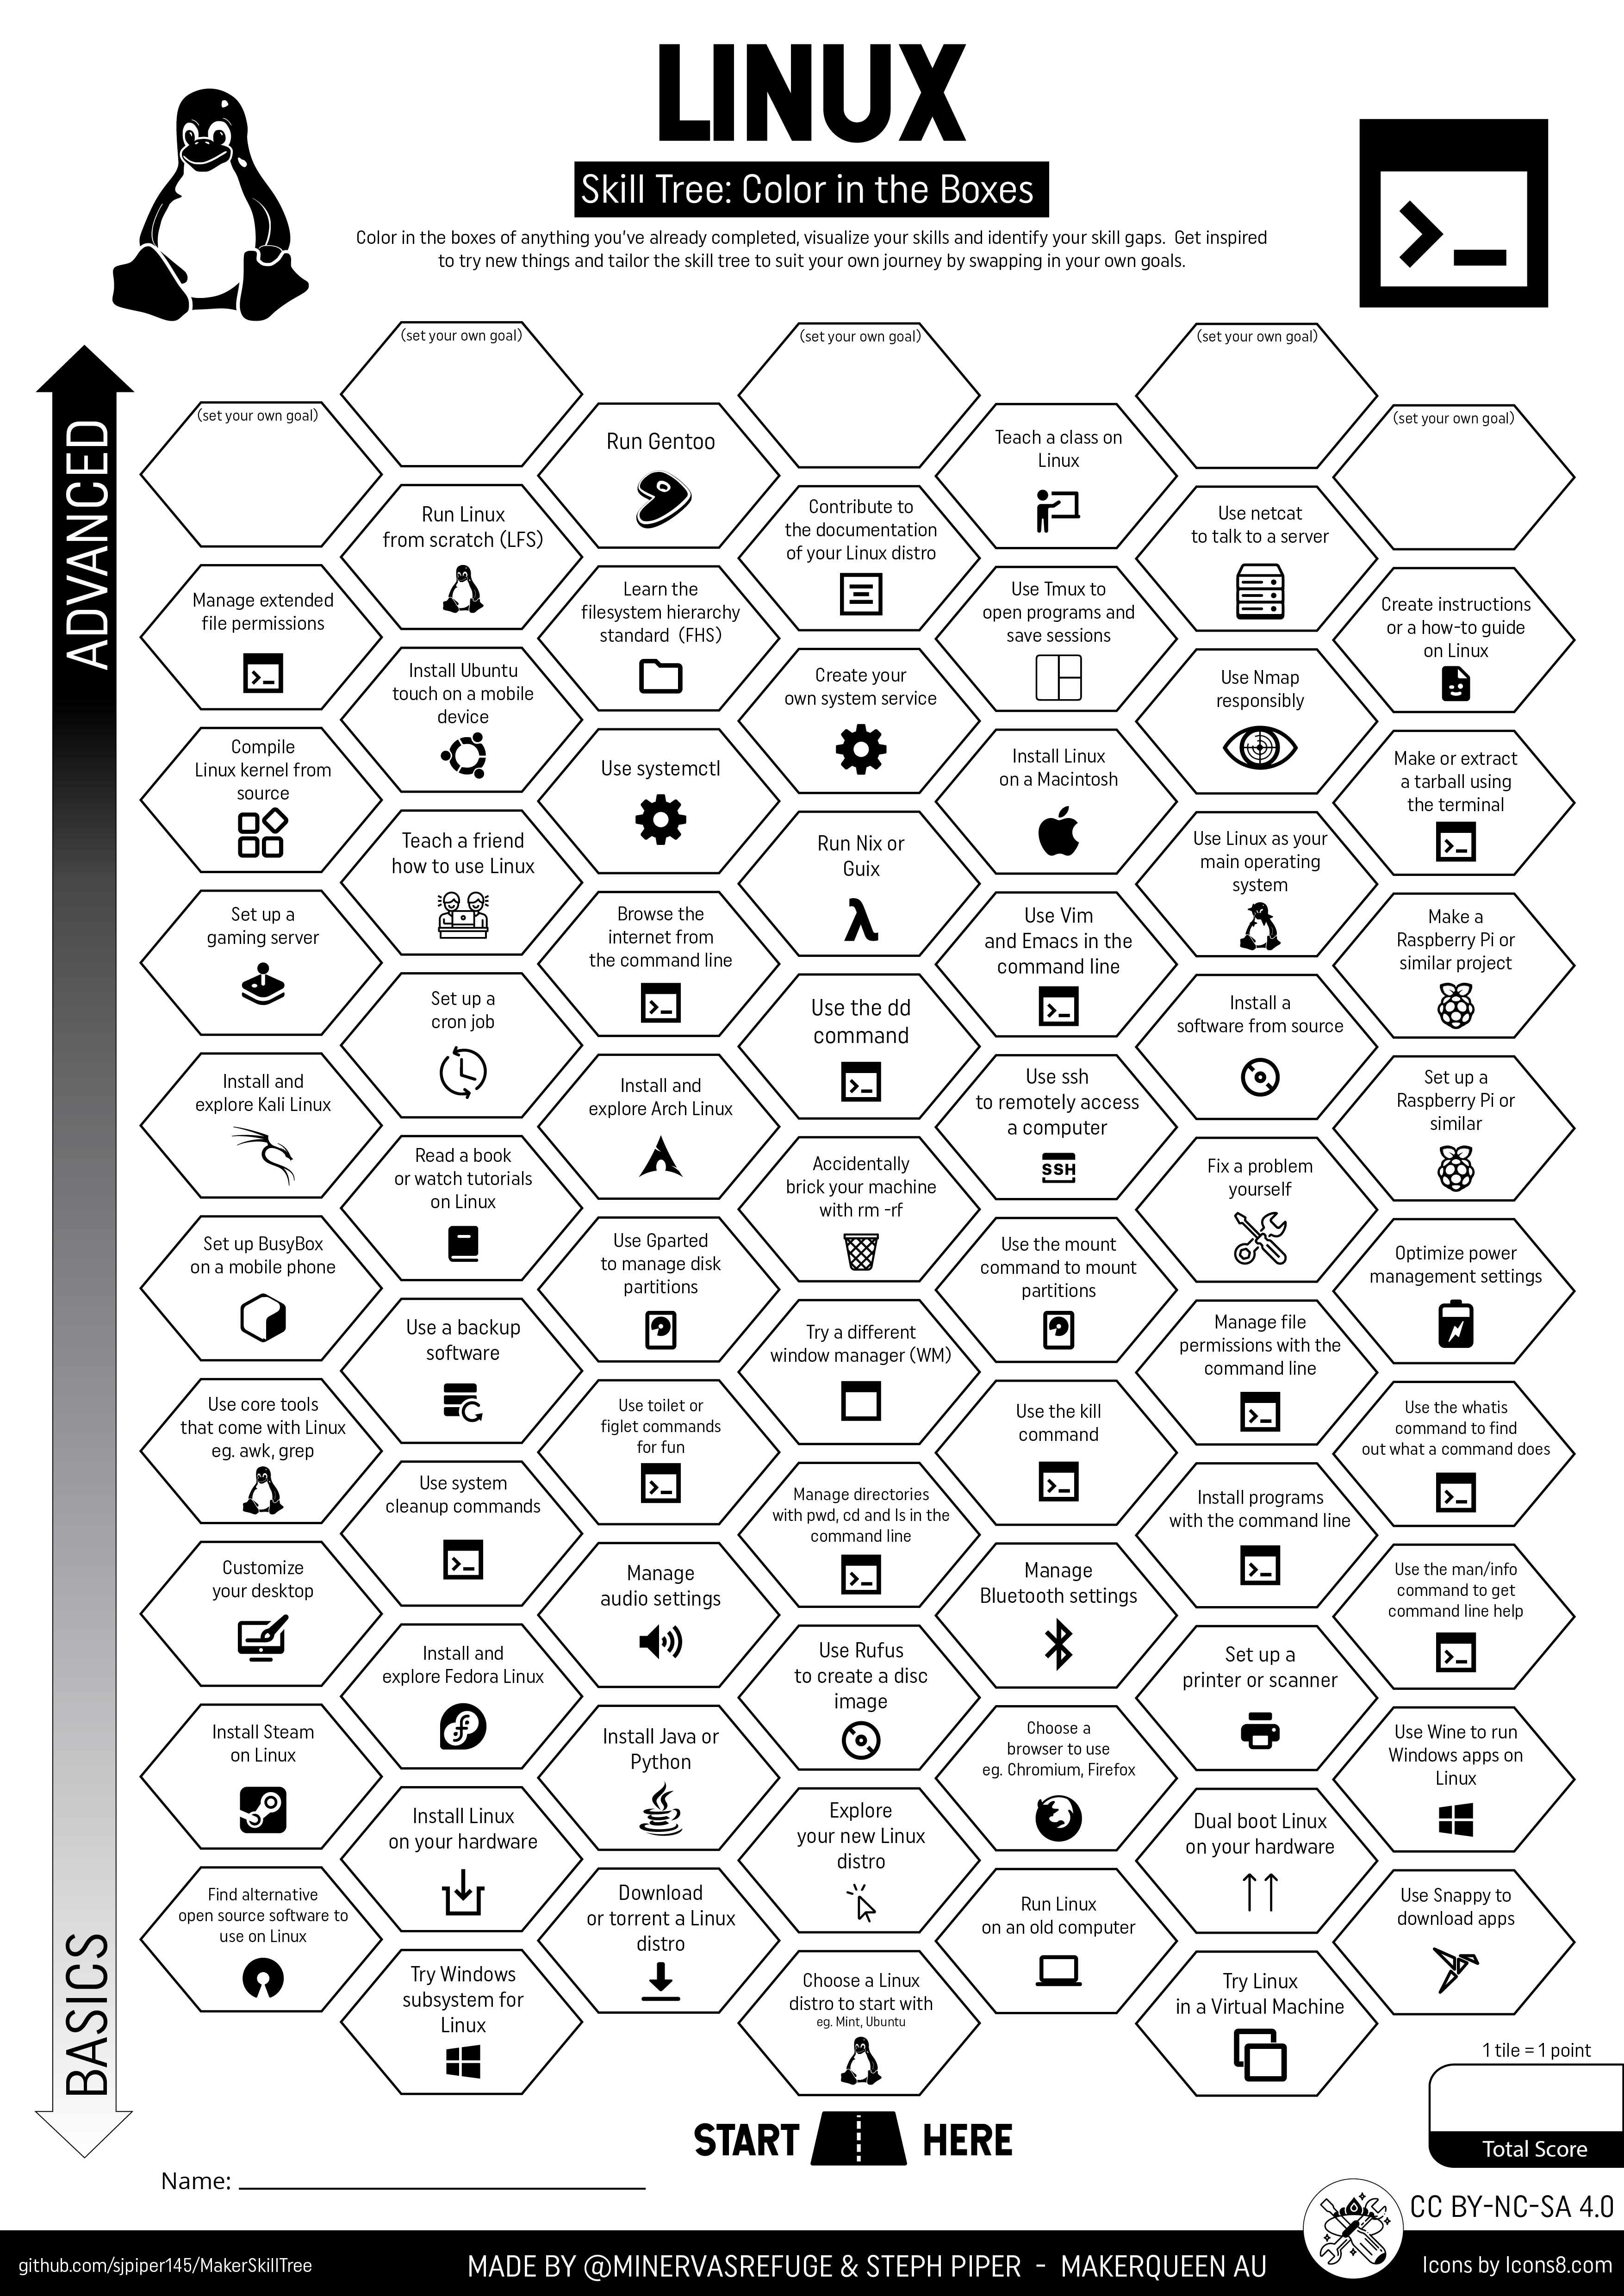 LINUX
Skill Tree: Color in the Boxes
Color in the boxes of anything you've already completed, visualize your skills and identify your skill gaps. Get inspired
to try new things and tailor the skill tree to suit your own journey by swapping in your own goals.
ADVANCED
BASICS
(set your own goal)
(set your own goal)
(set your own goal)
(set your own goal)
(set your own goal)
Run Gentoo
Teach a class on
Linux
Run Linux
from scratch (LFS)
Contribute to
the documentation
of your Linux distro
Use netcat
to talk to a server
Manage extended
file permissions
Learn the
filesystem hierarchy
standard (FHS)
Use Tmux to
open programs and
save sessions
Create instructions
or a how-to guide
on Linux
Install Ubuntu
touch on a mobile
device
Create your
own system service
Use Nmap
responsibly
Compile
Linux kernel from
source
Use systemctl
Install Linux
on a Macintosh
Make or extract
a tarball using
the terminal
Teach a friend
how to use Linux
Run Nix or
Guix
λ
Use Linux as your
main operating
system
Set up a
gaming server
Browse the
internet from
the command line
Use Vim
and Emacs in the
command line
Make a
Raspberry Pi or
similar project
Set up a
cron job
Use the dd
command
Install a
software from source
Install and
explore Kali Linux
Install and
explore Arch Linux
Use ssh
to remotely access
a computer
SSH
Set up a
Raspberry Pi or
similar
Read a book
or watch tutorials
on Linux
Accidentally
brick your machine
with rm -rf
Fix a problem
yourself
Set up BusyBox
on a mobile phone
Use Gparted
to manage disk
partitions
Use the mount
command to mount
partitions
Optimize power
management settings
Use a backup
software
Try a different
window manager (WM)
Manage file
permissions with the
command line
Use core tools
that come with Linux
eg. awk, grep
Use toilet or
figlet commands
for fun
Use the kill
command
Use the whatis
command to find
out what a command does
Use system
cleanup commands
Manage directories
with pwd, cd and ls in the
command line
Install programs
with the command line
Customize
your desktop
Manage
audio settings
Manage
Bluetooth settings
Use the man/info
command to get
command line help
Install and
explore Fedora Linux
Use Rufus
to create a disc
image
Set up a
printer or scanner
Install Steam
on Linux
Install Java or
Python
Choose a
browser to use
eg. Chromium, Firefox
Use Wine to run
Windows apps on
Linux
Install Linux
on your hardware
Explore
your new Linux
distro
Dual boot Linux
on your hardware
Find alternative
open source software to
use on Linux
Download
or torrent a Linux
distro
Run Linux
on an old computer
Use Snappy to
download apps
Try Windows
subsystem for
Linux
Choose a Linux
distro to start with
eg. Mint, Ubuntu
Try Linux
in a Virtual Machine
1 tile = 1 point
Total Score
START HERE
Name:
CC BY-NC-SA 4.0
github.com/sjpiper145/MakerSkillTree
MADE BY @MINERVASREFUGE & STEPH PIPER - MAKERQUEEN AU
Icons by Icons8.com